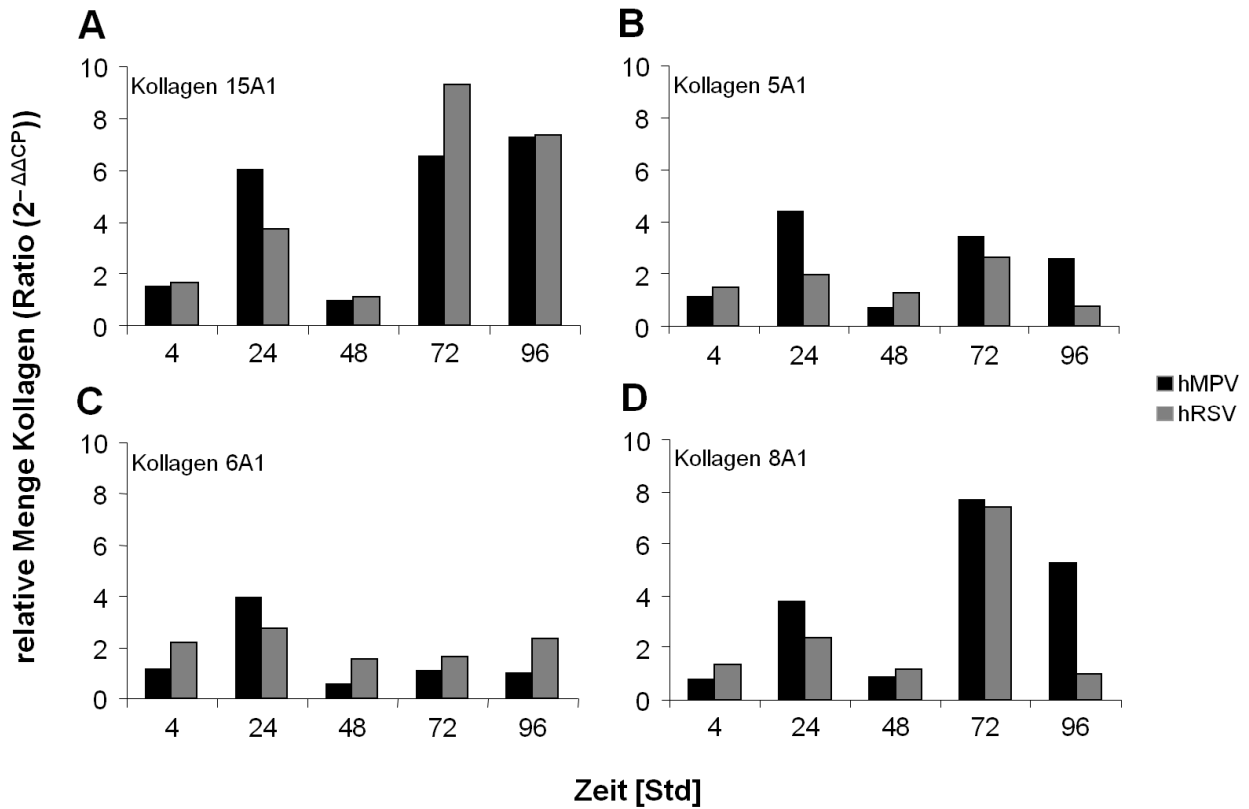 A
Kollagen 15A1
10
8
6
4
2
0
4 24 48 72 96
B
Kollagen 5A1
10
8
6
4
2
0
4 24 48 72 96
C
Kollagen 6A1
10
8
6
4
2
0
4 24 48 72 96
D
Kollagen 8A1
10
8
6
4
2
0
4 24 48 72 96
hMPV
hRSV
relative Menge Kollagen (Ratio (2^−ΔΔCP))
Zeit [Std]